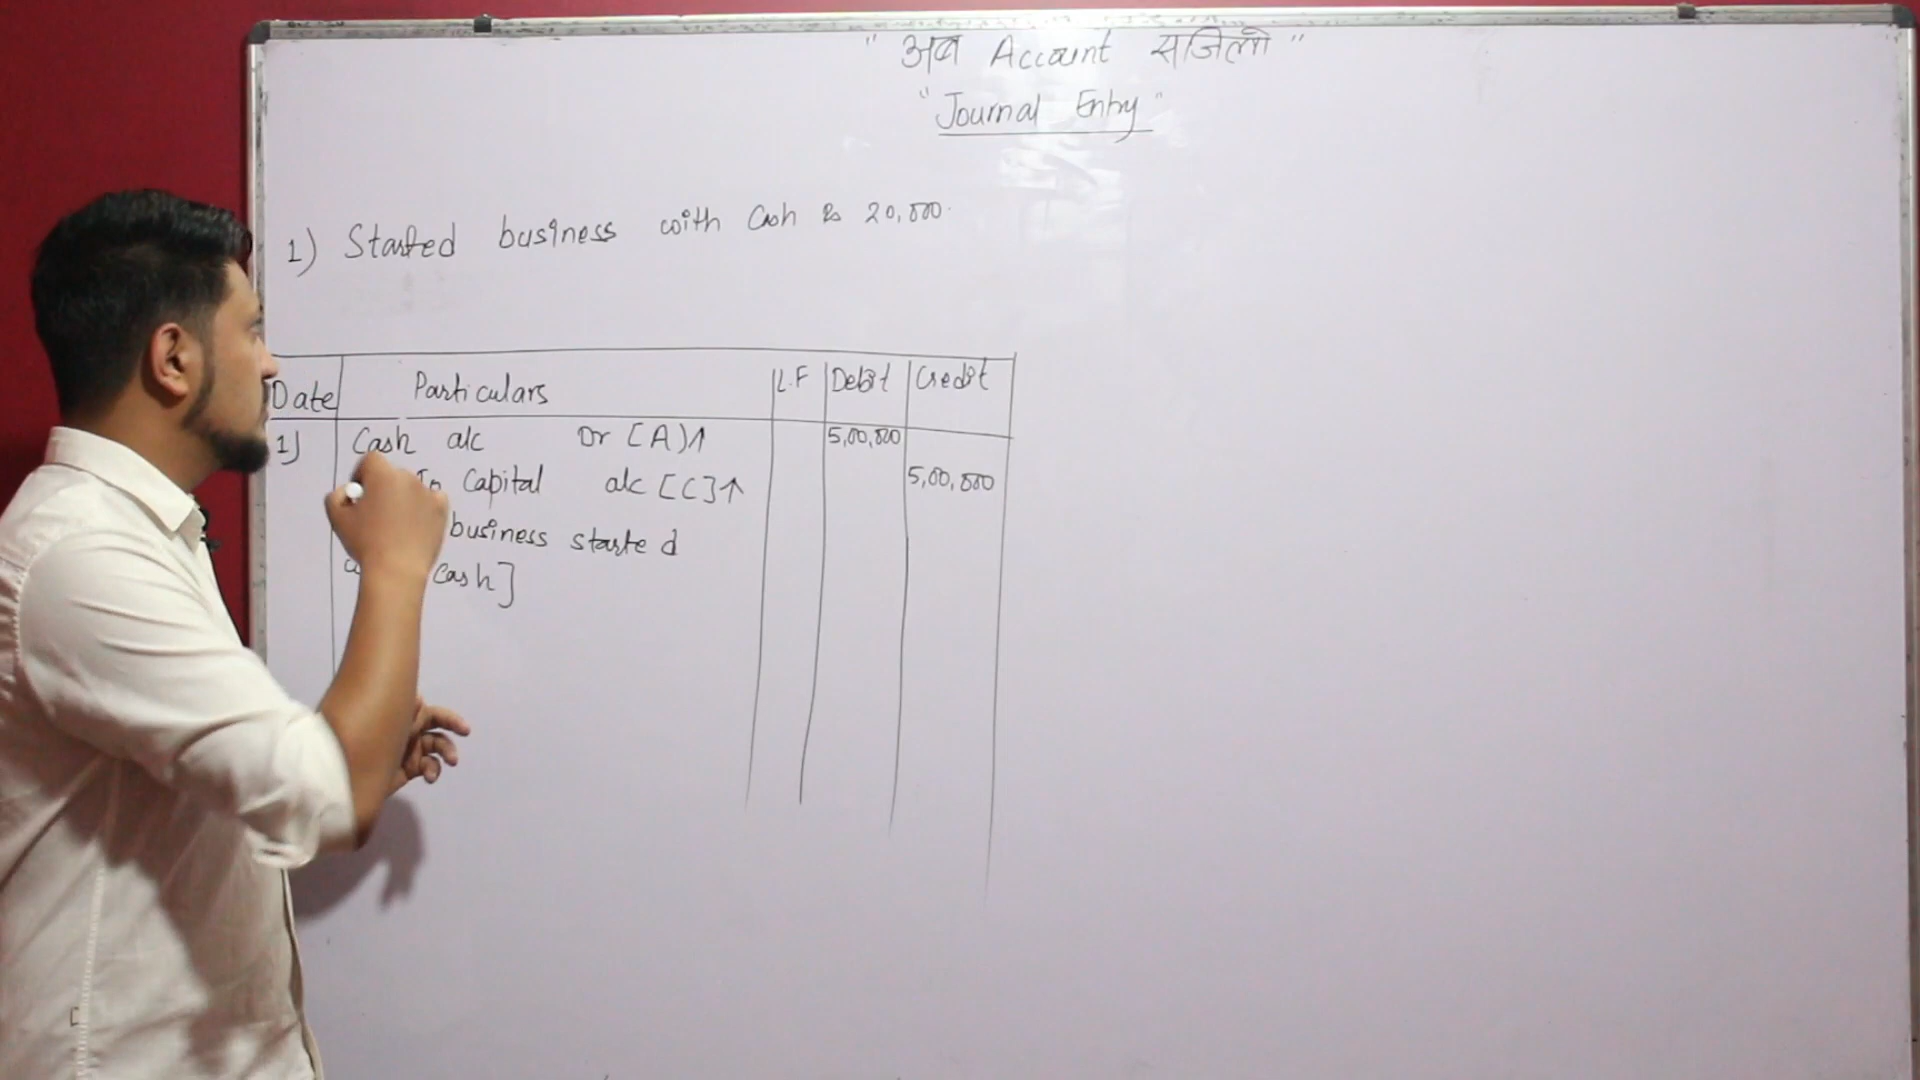 " अब Account सजिलो "
"Journal Entry"
1) Started business with Cash Rs 20,000.
Date Particulars L.F Debit Credit
1) Cash a/c Dr [A)↑ 5,00,000
To Capital a/c [C]↑ 5,00,000
business started
cash]